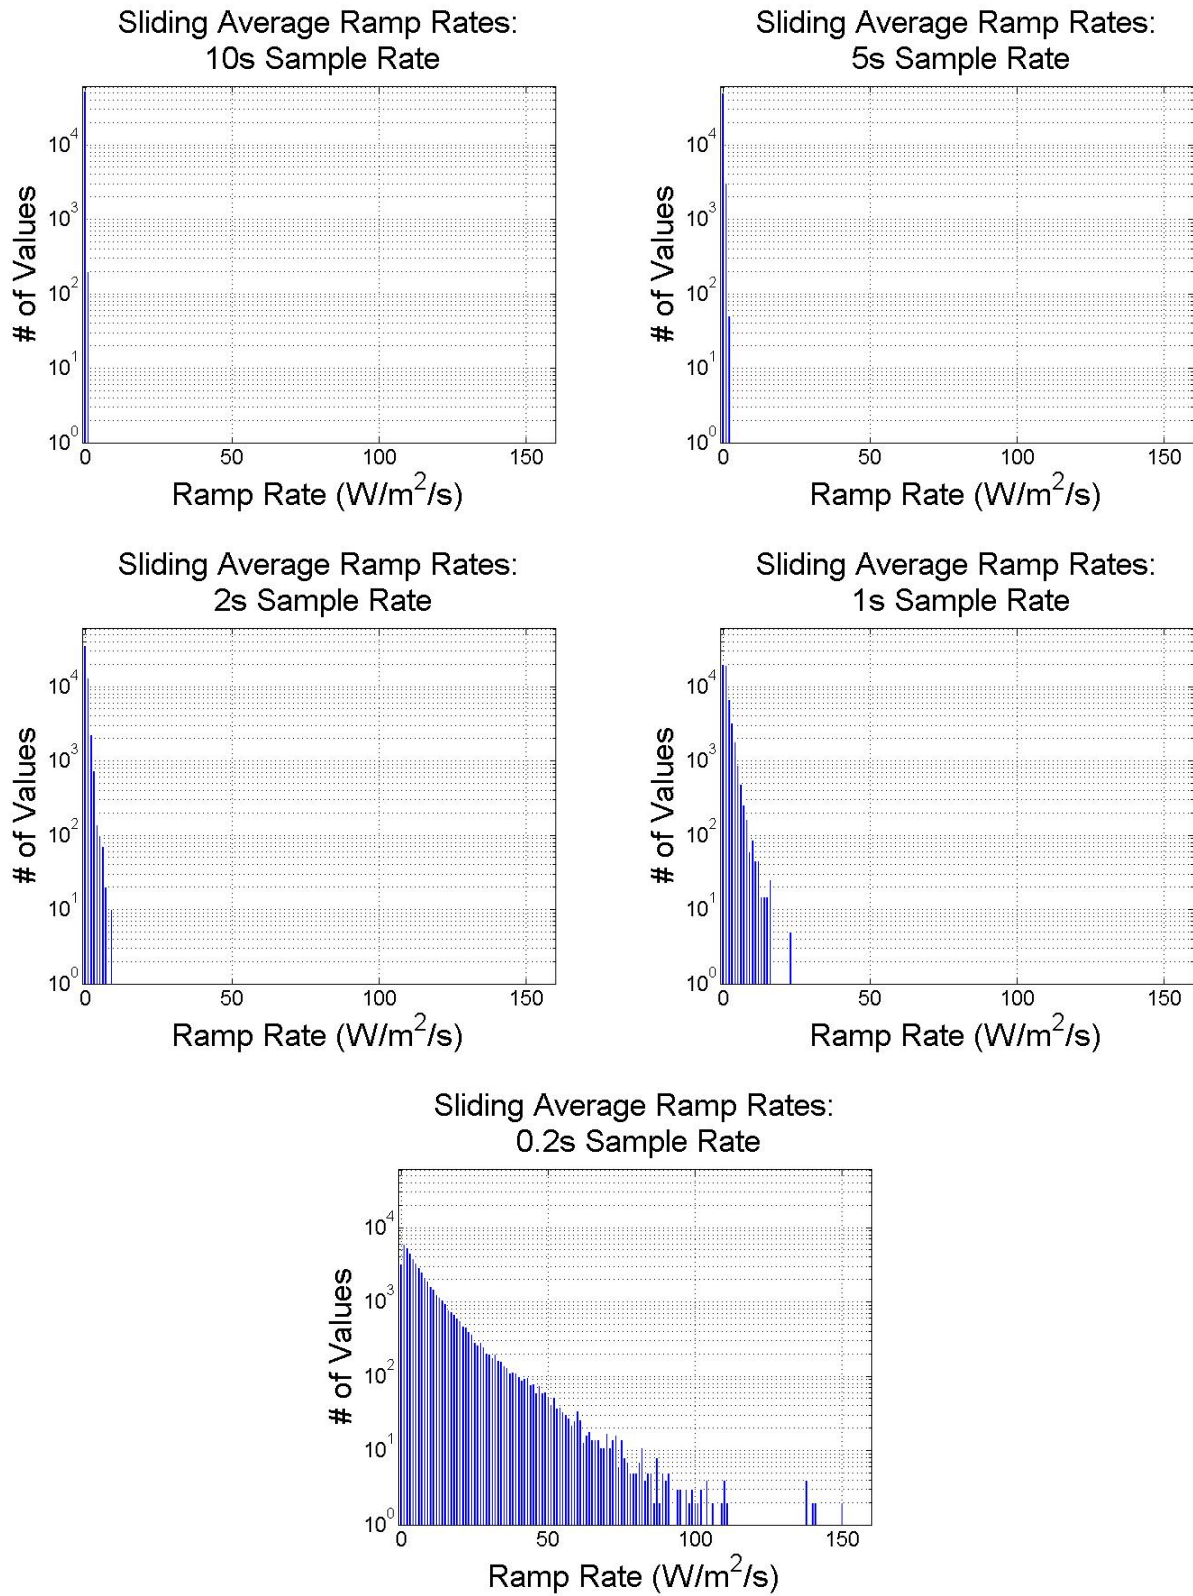 Sliding Average Ramp Rates:
10s Sample Rate
10^4
10^3
10^2
10^1
10^0
# of Values
0 50 100 150
Ramp Rate (W/m^2/s)
Sliding Average Ramp Rates:
5s Sample Rate
10^4
10^3
10^2
10^1
10^0
# of Values
0 50 100 150
Ramp Rate (W/m^2/s)
Sliding Average Ramp Rates:
2s Sample Rate
10^4
10^3
10^2
10^1
10^0
# of Values
0 50 100 150
Ramp Rate (W/m^2/s)
Sliding Average Ramp Rates:
1s Sample Rate
10^4
10^3
10^2
10^1
10^0
# of Values
0 50 100 150
Ramp Rate (W/m^2/s)
Sliding Average Ramp Rates:
0.2s Sample Rate
10^4
10^3
10^2
10^1
10^0
# of Values
0 50 100 150
Ramp Rate (W/m^2/s)